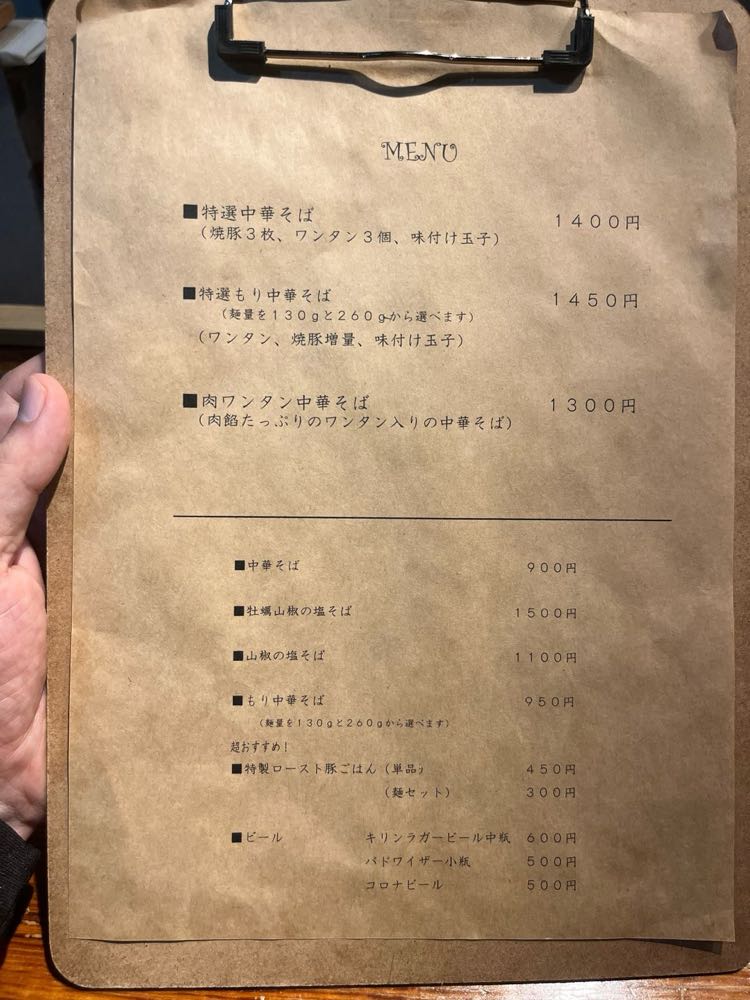 MENU
■特選中華そば　１４００円
（焼豚３枚、ワンタン３個、味付け玉子）
■特選もり中華そば　１４５０円
（麺量を１３０ｇと２６０ｇから選べます）
（ワンタン、焼豚増量、味付け玉子）
■肉ワンタン中華そば　１３００円
（肉餡たっぷりのワンタン入りの中華そば）
■中華そば　９００円
■牡蠣山椒の塩そば　１５００円
■山椒の塩そば　１１００円
■もり中華そば　９５０円
（麺量を１３０ｇと２６０ｇから選べます）
超おすすめ！
■特製ロースト豚ごはん（単品）　４５０円
（麺セット）　３００円
■ビール　キリンラガービール中瓶　６００円
バドワイザー小瓶　５００円
コロナビール　５００円